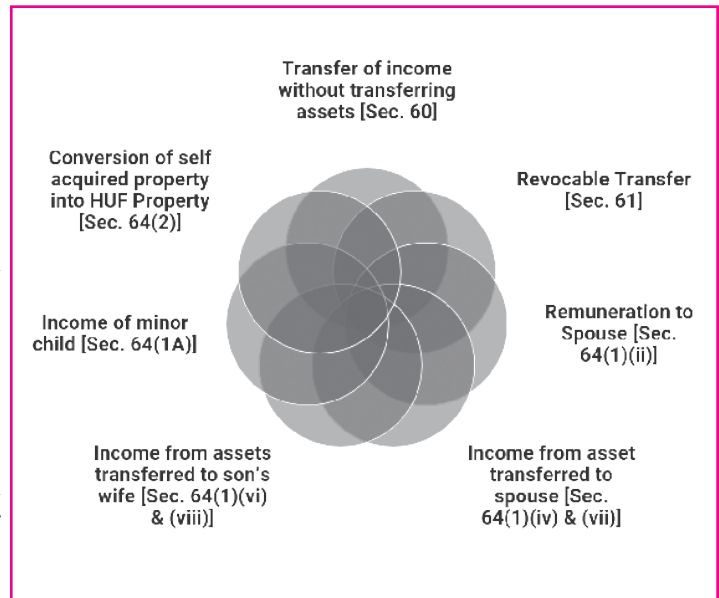 Transfer of income
without transferring
assets [Sec. 60]
Revocable Transfer
[Sec. 61]
Remuneration to
Spouse [Sec.
64(1)(ii)]
Income from asset
transferred to
spouse [Sec.
64(1)(iv) & (vii)]
Income from assets
transferred to son's
wife [Sec. 64(1)(vi)
& (viii)]
Income of minor
child [Sec. 64(1A)]
Conversion of self
acquired property
into HUF Property
[Sec. 64(2)]